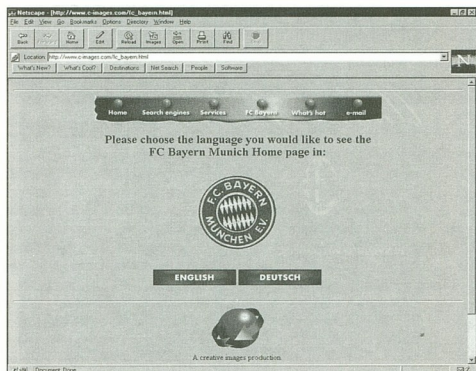 Netscape - [http://www.c-images.com/fc_bayern.html]
File Edit View Go Bookmarks Options Directory Window Help
Back Home Edit Reload Images Open Print Find
Location: http://www.c-images.com/fc_bayern.html
What's New? What's Cool? Destinations Net Search People Software
Home Search engines Services FC Bayern What's hot e-mail
Please choose the language you would like to see the
FC Bayern Munich Home page in:
F.C. BAYERN
MÜNCHEN E.V.
ENGLISH DEUTSCH
A creative images production
Document: Done